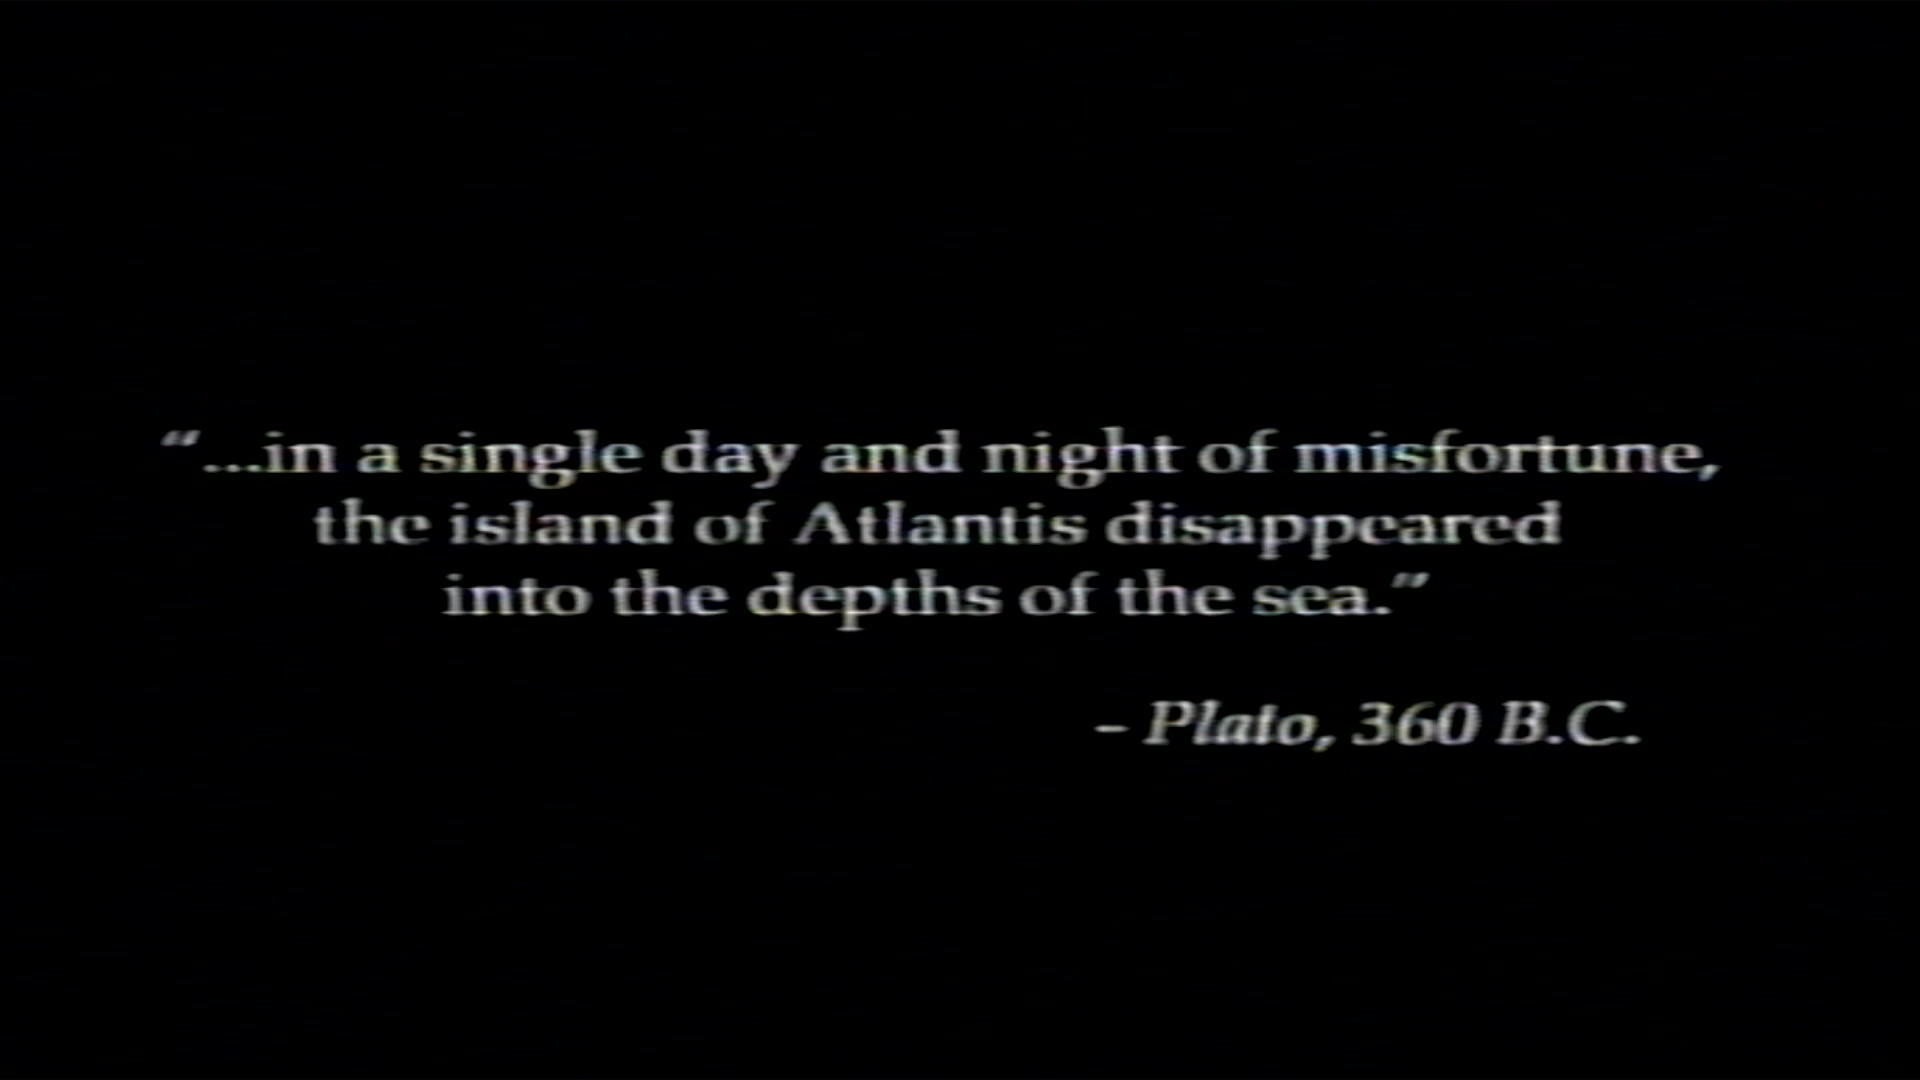 “...in a single day and night of misfortune,
the island of Atlantis disappeared
into the depths of the sea.”
– Plato, 360 B.C.